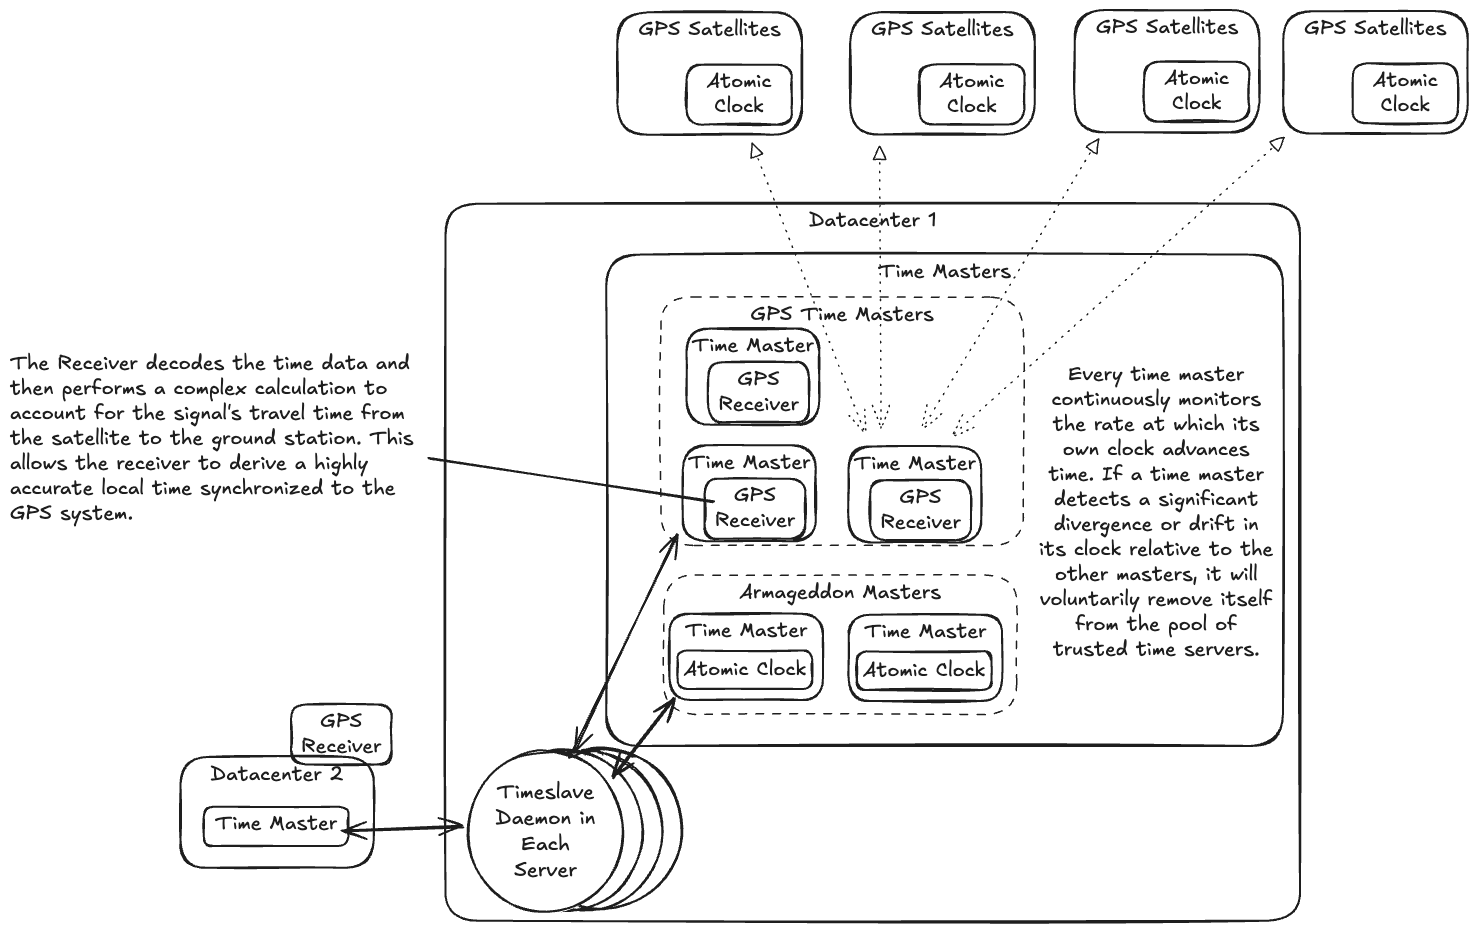 GPS Satellites
Atomic
Clock
GPS Satellites
Atomic
Clock
GPS Satellites
Atomic
Clock
GPS Satellites
Atomic
Clock
Datacenter 1
Time Masters
GPS Time Masters
Time Master
GPS
Receiver
Time Master
GPS
Receiver
Time Master
GPS
Receiver
The Receiver decodes the time data and
then performs a complex calculation to
account for the signal's travel time from
the satellite to the ground station. This
allows the receiver to derive a highly
accurate local time synchronized to the
GPS system.
Every time master
continuously monitors
the rate at which its
own clock advances
time. If a time master
detects a significant
divergence or drift in
its clock relative to the
other masters, it will
voluntarily remove itself
from the pool of
trusted time servers.
Armageddon Masters
Time Master
Atomic Clock
Time Master
Atomic Clock
GPS
Receiver
Datacenter 2
Time Master
Timeslave
Daemon in
Each
Server